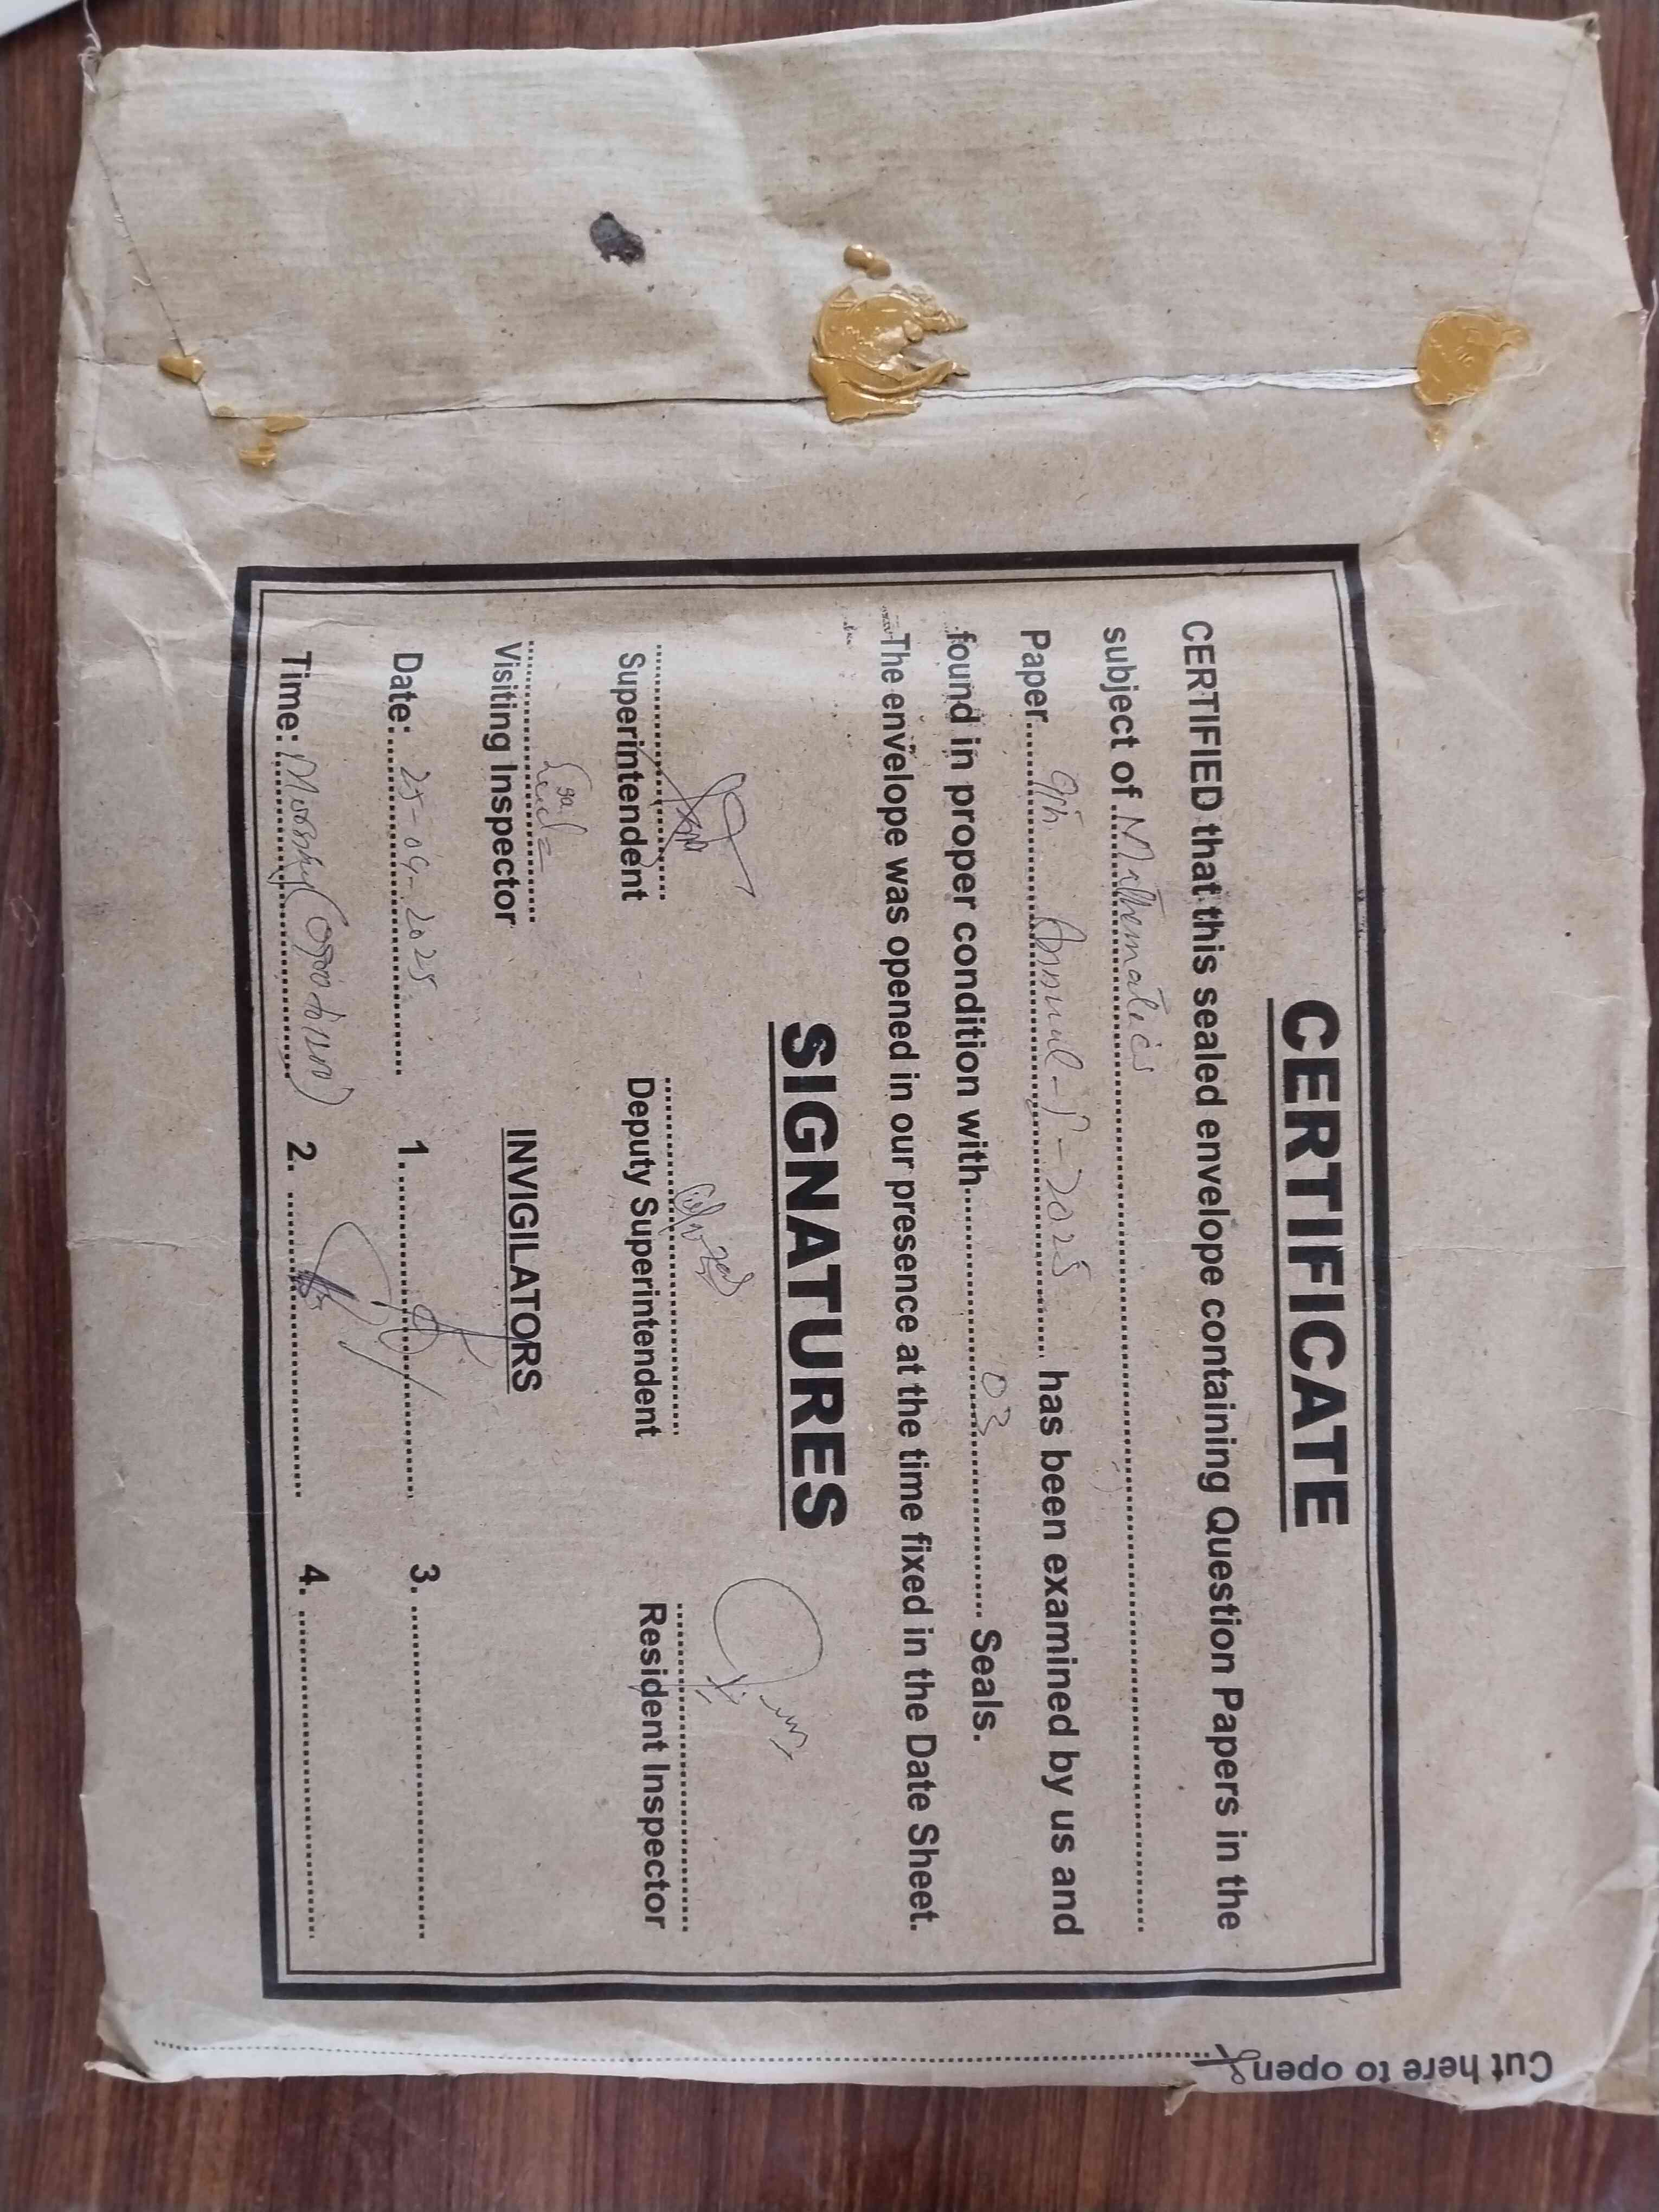 CERTIFICATE
CERTIFIED that this sealed envelope containing Question Papers in the
subject of Mathematics
Paper 9th Annual-I-2025 has been examined by us and
found in proper condition with 03 Seals.
The envelope was opened in our presence at the time fixed in the Date Sheet.
SIGNATURES
Superintendent
Deputy Superintendent
Resident Inspector
Visiting Inspector
INVIGILATORS
Date: 25-04-2025
1.
3.
Time: Morning
2.
4.
Cut here to open